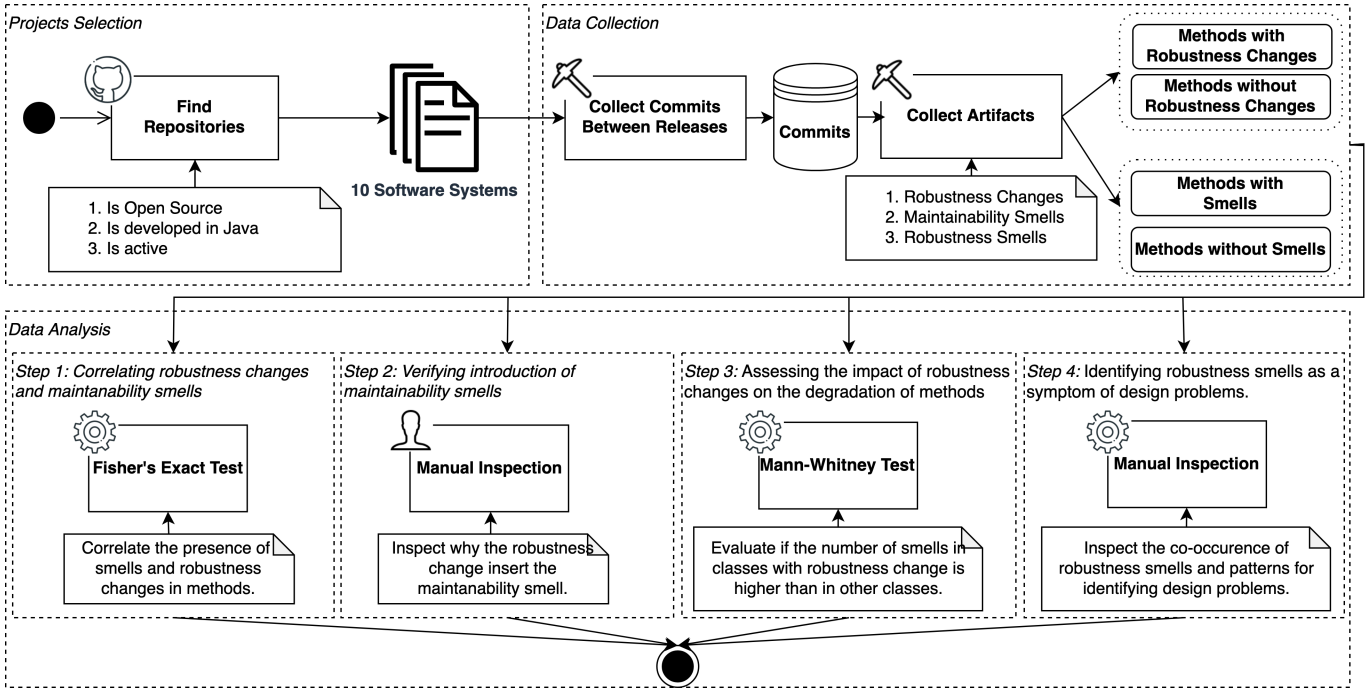 Projects Selection
Find
Repositories
1. Is Open Source
2. Is developed in Java
3. Is active
10 Software Systems
Data Collection
Collect Commits
Between Releases
Commits
Collect Artifacts
1. Robustness Changes
2. Maintainability Smells
3. Robustness Smells
Methods with
Robustness Changes
Methods without
Robustness Changes
Methods with
Smells
Methods without Smells
Data Analysis
Step 1: Correlating robustness changes
and maintanability smells
Fisher's Exact Test
Correlate the presence of
smells and robustness
changes in methods.
Step 2: Verifying introduction of
maintainability smells
Manual Inspection
Inspect why the robustness
change insert the
maintanability smell.
Step 3: Assessing the impact of robustness
changes on the degradation of methods
Mann-Whitney Test
Evaluate if the number of smells in
classes with robustness change is
higher than in other classes.
Step 4: Identifying robustness smells as a
symptom of design problems.
Manual Inspection
Inspect the co-occurence of
robustness smells and patterns for
identifying design problems.